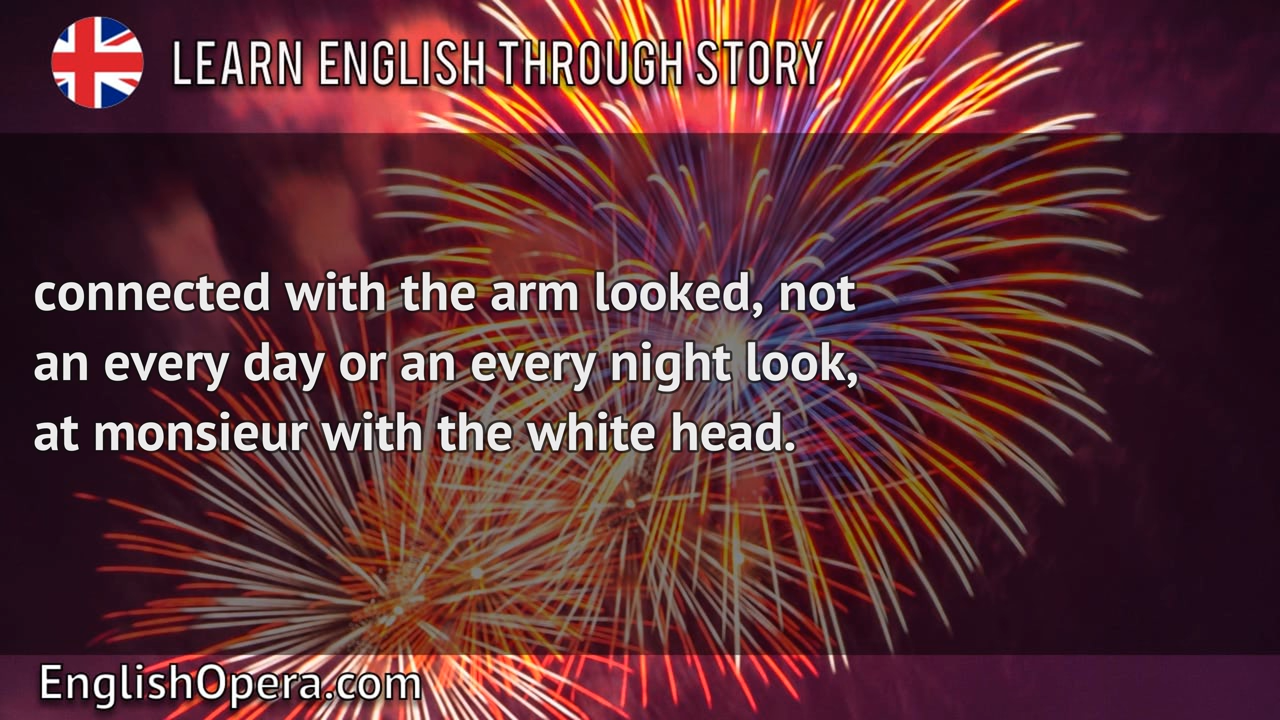 LEARN ENGLISH THROUGH STORY
connected with the arm looked, not
an every day or an every night look,
at monsieur with the white head.
EnglishOpera.com